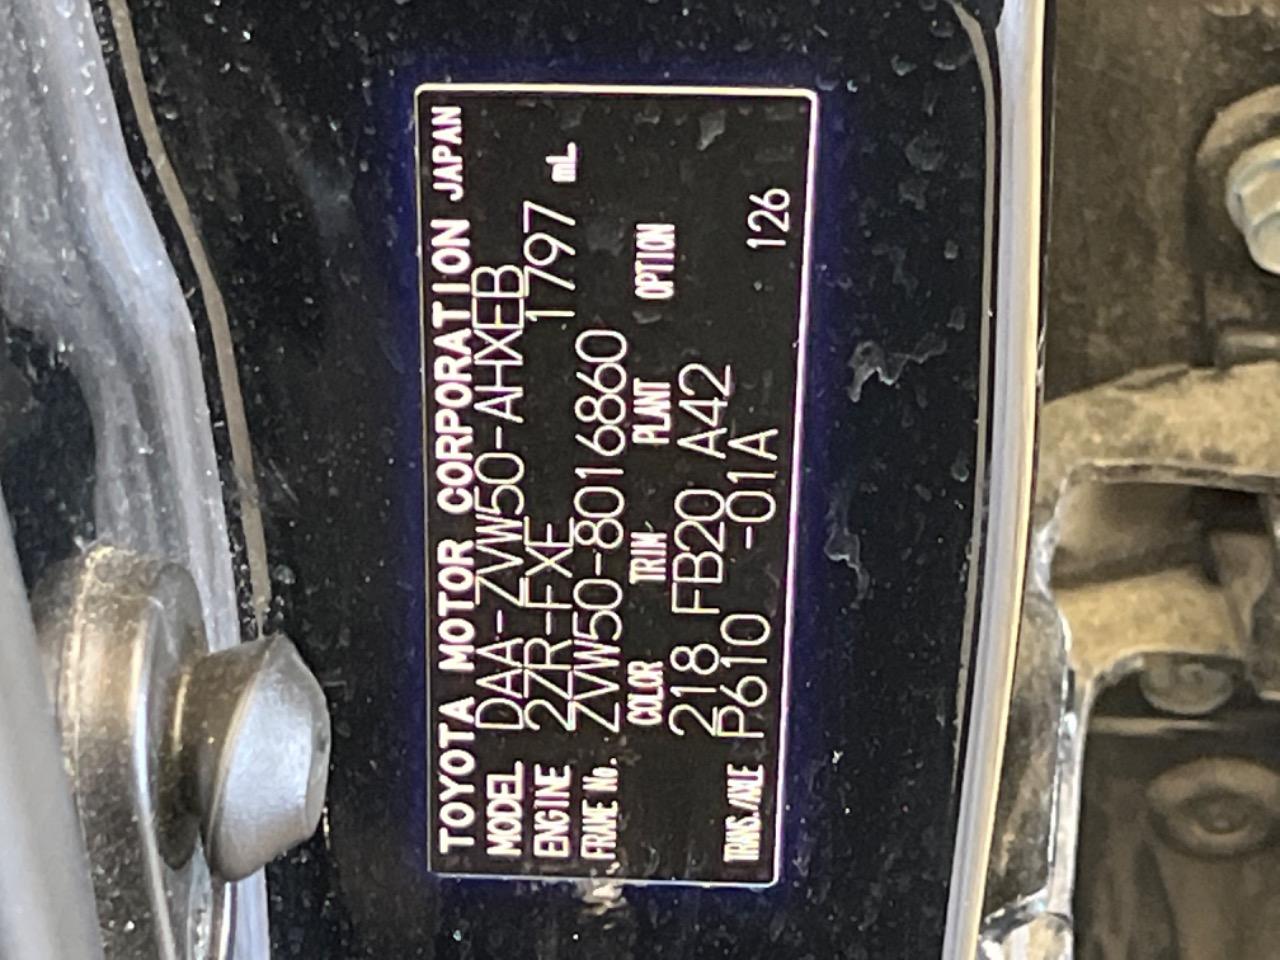 TOYOTA MOTOR CORPORATION JAPAN
MODEL DAA-ZVW50-AHXEB
ENGINE 2ZR-FXE 1797 mL
FRAME No. ZVW50-8016860
COLOR TRIM PLANT OPTION
218 FB20 A42
TRANS./AXLE P610 -01A 126